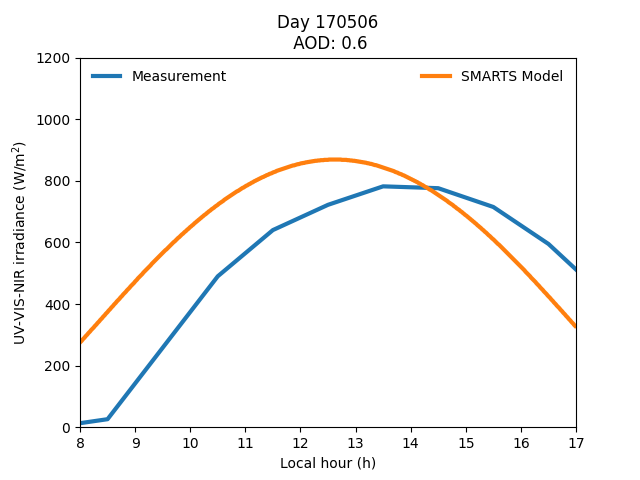 Day 170506
AOD: 0.6
Measurement
SMARTS Model
UV-VIS-NIR irradiance (W/m²)
1200
1000
800
600
400
200
0
8 9 10 11 12 13 14 15 16 17
Local hour (h)